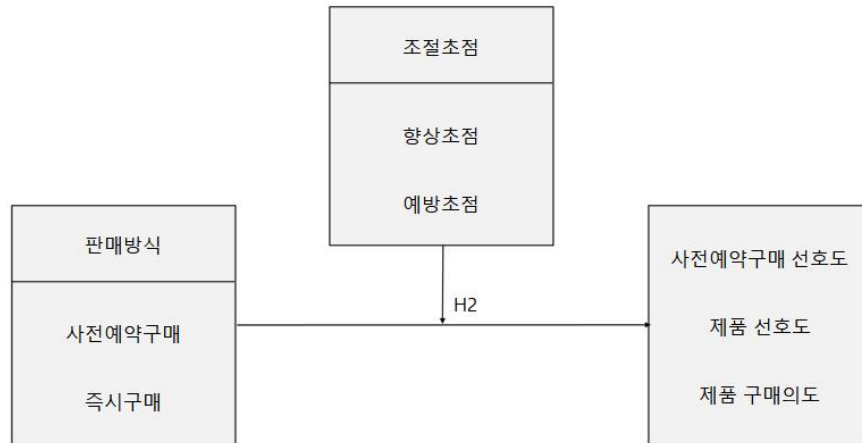 조절초점
향상초점
예방초점
판매방식
사전예약구매
즉시구매
H2
사전예약구매 선호도
제품 선호도
제품 구매의도